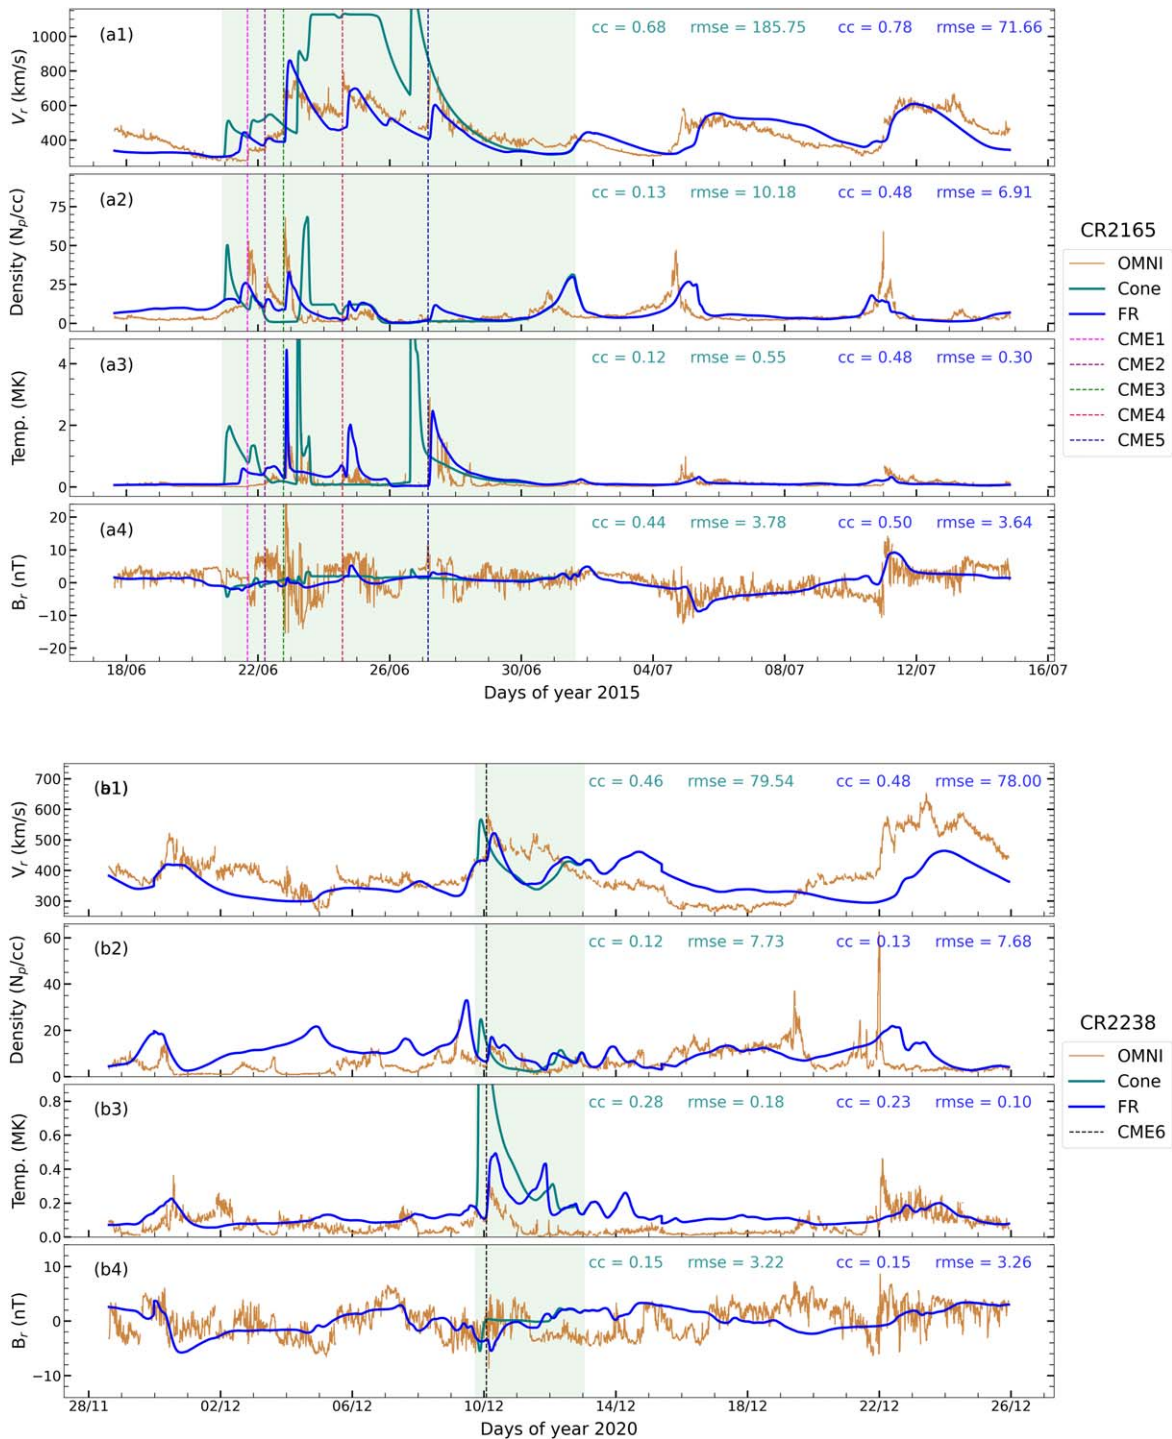 (a1)
cc = 0.68 rmse = 185.75 cc = 0.78 rmse = 71.66
1000
800
600
400
V_r (km/s)
(a2)
cc = 0.13 rmse = 10.18 cc = 0.48 rmse = 6.91
75
50
25
0
Density (N_p/cc)
(a3)
cc = 0.12 rmse = 0.55 cc = 0.48 rmse = 0.30
4
2
0
Temp. (MK)
(a4)
cc = 0.44 rmse = 3.78 cc = 0.50 rmse = 3.64
20
10
0
−10
−20
B_r (nT)
18/06 22/06 26/06 30/06 04/07 08/07 12/07 16/07
Days of year 2015
CR2165
OMNI
Cone
FR
CME1
CME2
CME3
CME4
CME5
1)
cc = 0.46 rmse = 79.54 cc = 0.48 rmse = 78.00
700
600
500
400
300
V_r (km/s)
(b2)
cc = 0.12 rmse = 7.73 cc = 0.13 rmse = 7.68
60
40
20
0
Density (N_p/cc)
(b3)
cc = 0.28 rmse = 0.18 cc = 0.23 rmse = 0.10
0.8
0.6
0.4
0.2
0.0
Temp. (MK)
(b4)
cc = 0.15 rmse = 3.22 cc = 0.15 rmse = 3.26
10
0
−10
B_r (nT)
28/11 02/12 06/12 10/12 14/12 18/12 22/12 26/12
Days of year 2020
CR2238
OMNI
Cone
FR
CME6